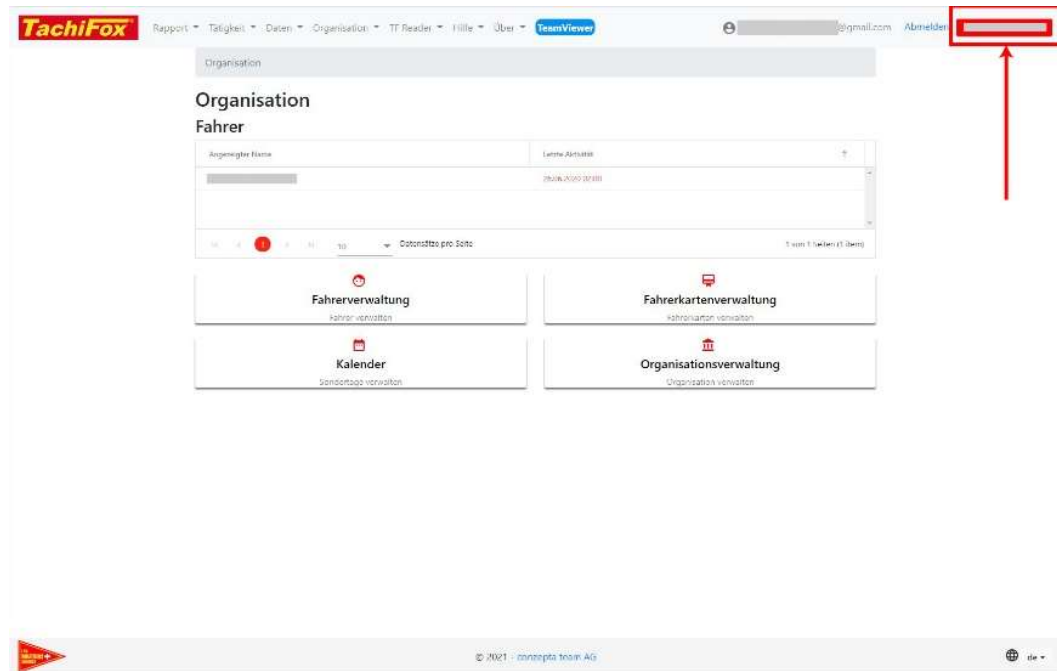 TachiFox Rapport Tätigkeit Daten Organisation TF Reader Hilfe Über TeamViewer @gmail.com Abmelden
Organisation
Organisation
Fahrer
Angezeigter Name Letzte Aktivität
1 10 Datensätze pro Seite 1 von 1 Seiten (1 item)
Fahrerverwaltung Fahrerkartenverwaltung
Fahrer verwalten Fahrerkarten verwalten
Kalender Organisationsverwaltung
Sondertage verwalten Organisation verwalten
© 2021 - conzepta team AG de